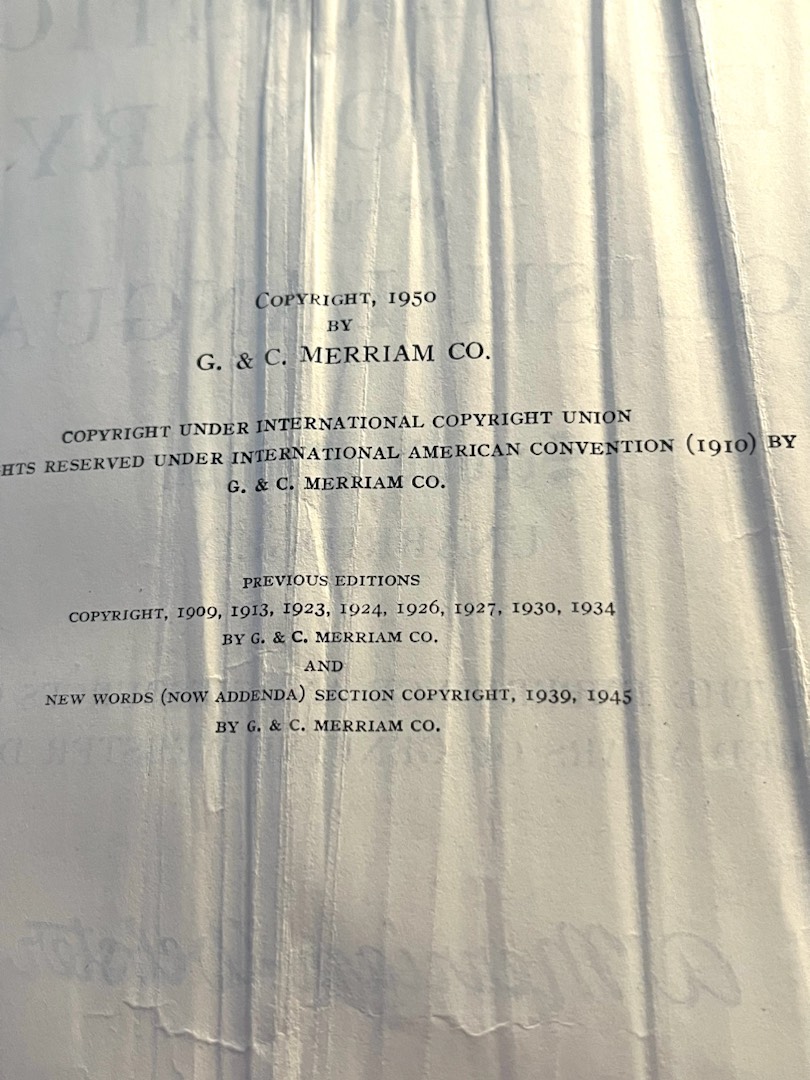 COPYRIGHT, 1950
BY
G. & C. MERRIAM CO.
COPYRIGHT UNDER INTERNATIONAL COPYRIGHT UNION
HTS RESERVED UNDER INTERNATIONAL AMERICAN CONVENTION (1910) BY
G. & C. MERRIAM CO.
PREVIOUS EDITIONS
COPYRIGHT, 1909, 1913, 1923, 1924, 1926, 1927, 1930, 1934
BY G. & C. MERRIAM CO.
AND
NEW WORDS (NOW ADDENDA) SECTION COPYRIGHT, 1939, 1945
BY G. & C. MERRIAM CO.